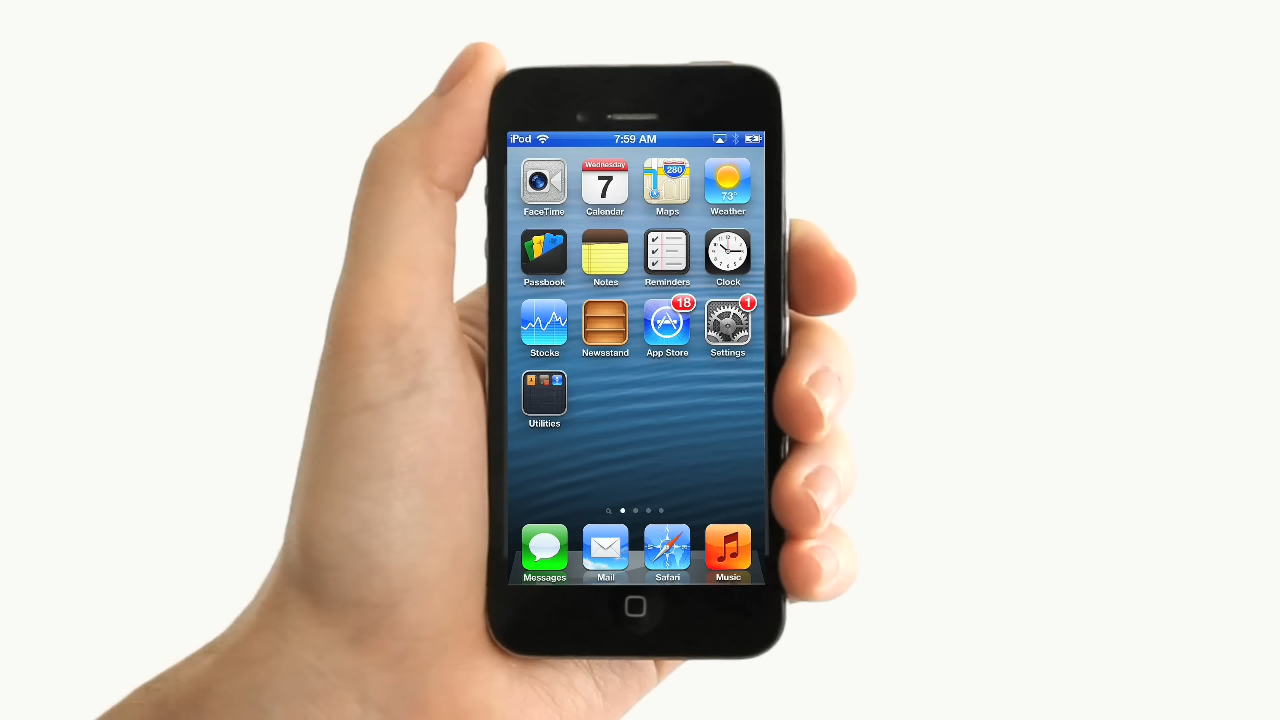 iPod 7:59 AM
Wednesday 280
7 73°
FaceTime Calendar Maps Weather
Passbook Notes Reminders Clock
18 1
Stocks Newsstand App Store Settings
Utilities
Messages Mail Safari Music